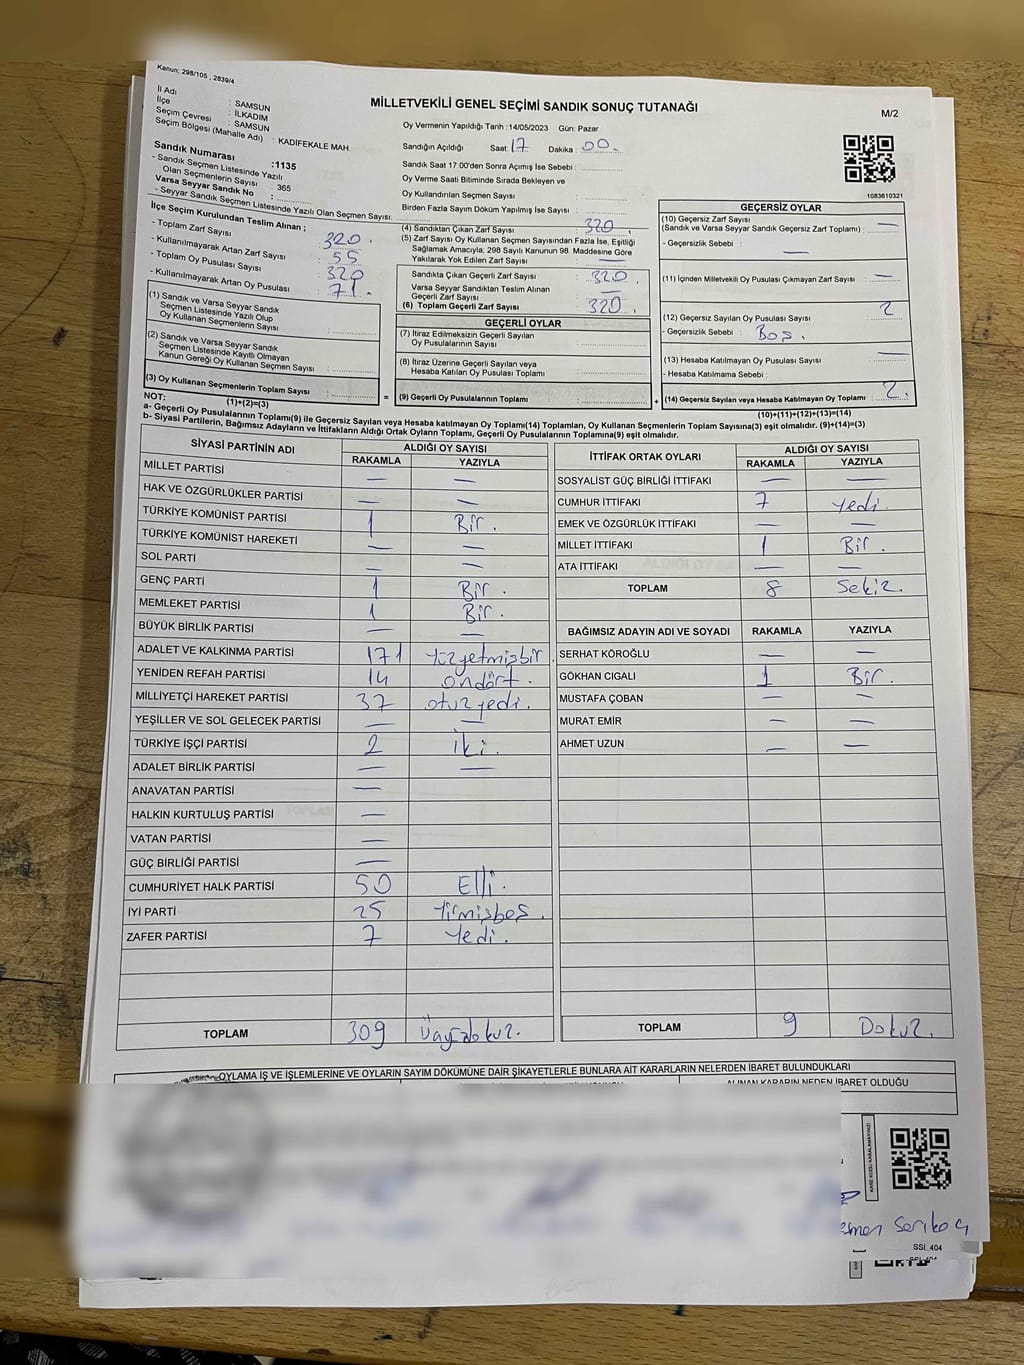 Kanun: 298/105 , 2839/4
MİLLETVEKİLİ GENEL SEÇİMİ SANDIK SONUÇ TUTANAĞI
M/2
İl Adı : SAMSUN
İlçe : İLKADIM
Seçim Çevresi : SAMSUN
Seçim Bölgesi (Mahalle Adı) : KADİFEKALE MAH.
Sandık Numarası :1135
- Sandık Seçmen Listesinde Yazılı
Olan Seçmenlerin Sayısı : 365
Varsa Seyyar Sandık No :
- Seyyar Sandık Seçmen Listesinde Yazılı Olan Seçmen Sayısı:
Oy Vermenin Yapıldığı Tarih :14/05/2023 Gün: Pazar
Sandığın Açıldığı Saat: 17 Dakika : 00.
Sandık Saat 17:00'den Sonra Açımış İse Sebebi :
Oy Verme Saati Bitiminde Sırada Bekleyen ve
Oy Kullandırılan Seçmen Sayısı :
Birden Fazla Sayım Döküm Yapılmış İse Sayısı :
1083610321
İlçe Seçim Kurulundan Teslim Alınan ;
- Toplam Zarf Sayısı : 320.
- Kullanılmayarak Artan Zarf Sayısı : 55
- Toplam Oy Pusulası Sayısı : 320
- Kullanılmayarak Artan Oy Pusulası : 71.
(1) Sandık ve Varsa Seyyar Sandık
Seçmen Listesinde Yazılı Olup
Oy Kullanan Seçmenlerin Sayısı :
(2) Sandık ve Varsa Seyyar Sandık
Seçmen Listesinde Kayıtlı Olmayan
Kanun Gereği Oy Kullanan Seçmen Sayısı :
(3) Oy Kullanan Seçmenlerin Toplam Sayısı :
(1)+(2)=(3)
(4) Sandıktan Çıkan Zarf Sayısı : 320
(5) Zarf Sayısı Oy Kullanan Seçmen Sayısından Fazla İse, Eşitliği
Sağlamak Amacıyla; 298 Sayılı Kanunun 98. Maddesine Göre
Yakılarak Yok Edilen Zarf Sayısı : —
Sandıkta Çıkan Geçerli Zarf Sayısı : 320
Varsa Seyyar Sandıktan Teslim Alınan
Geçerli Zarf Sayısı : —
(6) Toplam Geçerli Zarf Sayısı : 320.
GEÇERLİ OYLAR
(7) İtiraz Edilmeksizin Geçerli Sayılan
Oy Pusulalarının Sayısı :
(8) İtiraz Üzerine Geçerli Sayılan veya
Hesaba Katılan Oy Pusulası Toplamı :
= (9) Geçerli Oy Pusulalarının Toplamı :
GEÇERSİZ OYLAR
(10) Geçersiz Zarf Sayısı
(Sandık ve Varsa Seyyar Sandık Geçersiz Zarf Toplamı) : —
- Geçersizlik Sebebi : —
(11) İçinden Milletvekili Oy Pusulası Çıkmayan Zarf Sayısı : —
(12) Geçersiz Sayılan Oy Pusulası Sayısı : 2
- Geçersizlik Sebebi : Boş.
(13) Hesaba Katılmayan Oy Pusulası Sayısı : —
- Hesaba Katılmama Sebebi :
+ (14) Geçersiz Sayılan veya Hesaba Katılmayan Oy Toplamı : 2.
(10)+(11)+(12)+(13)=(14)
NOT:
a- Geçerli Oy Pusulalarının Toplamı(9) ile Geçersiz Sayılan veya Hesaba katılmayan Oy Toplamı(14) Toplamları, Oy Kullanan Seçmenlerin Toplam Sayısına(3) eşit olmalıdır. (9)+(14)=(3)
b- Siyasi Partilerin, Bağımsız Adayların ve İttifakların Aldığı Ortak Oyların Toplamı, Geçerli Oy Pusulalarının Toplamına(9) eşit olmalıdır.
SİYASİ PARTİNİN ADI ALDIĞI OY SAYISI
RAKAMLA YAZIYLA
MİLLET PARTİSİ — —
HAK VE ÖZGÜRLÜKLER PARTİSİ — —
TÜRKİYE KOMÜNİST PARTİSİ 1 Bir.
TÜRKİYE KOMÜNİST HAREKETİ — —
SOL PARTİ — —
GENÇ PARTİ 1 Bir.
MEMLEKET PARTİSİ 1 Bir.
BÜYÜK BİRLİK PARTİSİ — —
ADALET VE KALKINMA PARTİSİ 171 Yüzyetmişbir.
YENİDEN REFAH PARTİSİ 14 ondört.
MİLLİYETÇİ HAREKET PARTİSİ 37 otuzyedi.
YEŞİLLER VE SOL GELECEK PARTİSİ — —
TÜRKİYE İŞÇİ PARTİSİ 2 İki.
ADALET BİRLİK PARTİSİ — —
ANAVATAN PARTİSİ —
HALKIN KURTULUŞ PARTİSİ —
VATAN PARTİSİ —
GÜÇ BİRLİĞİ PARTİSİ —
CUMHURİYET HALK PARTİSİ 50 Elli.
İYİ PARTİ 25 Yirmibeş.
ZAFER PARTİSİ 7 Yedi.
TOPLAM 309 Üçyüzdokuz.
İTTİFAK ORTAK OYLARI ALDIĞI OY SAYISI
RAKAMLA YAZIYLA
SOSYALİST GÜÇ BİRLİĞİ İTTİFAKI — —
CUMHUR İTTİFAKI 7 yedi.
EMEK VE ÖZGÜRLÜK İTTİFAKI — —
MİLLET İTTİFAKI 1 Bir.
ATA İTTİFAKI — —
TOPLAM 8 Sekiz.
BAĞIMSIZ ADAYIN ADI VE SOYADI RAKAMLA YAZIYLA
SERHAT KÖROĞLU — —
GÖKHAN CIGALI 1 Bir.
MUSTAFA ÇOBAN — —
MURAT EMİR — —
AHMET UZUN — —
TOPLAM 9 Dokuz.
OYLAMA İŞ VE İŞLEMLERİNE VE OYLARIN SAYIM DÖKÜMÜNE DAİR ŞİKAYETLERLE BUNLARA AİT KARARLARIN NELERDEN İBARET BULUNDUKLARI
ALINAN KARARIN NEDEN İBARET OLDUĞU
KARE KODU KARALAMAYINIZ!
SSI_404